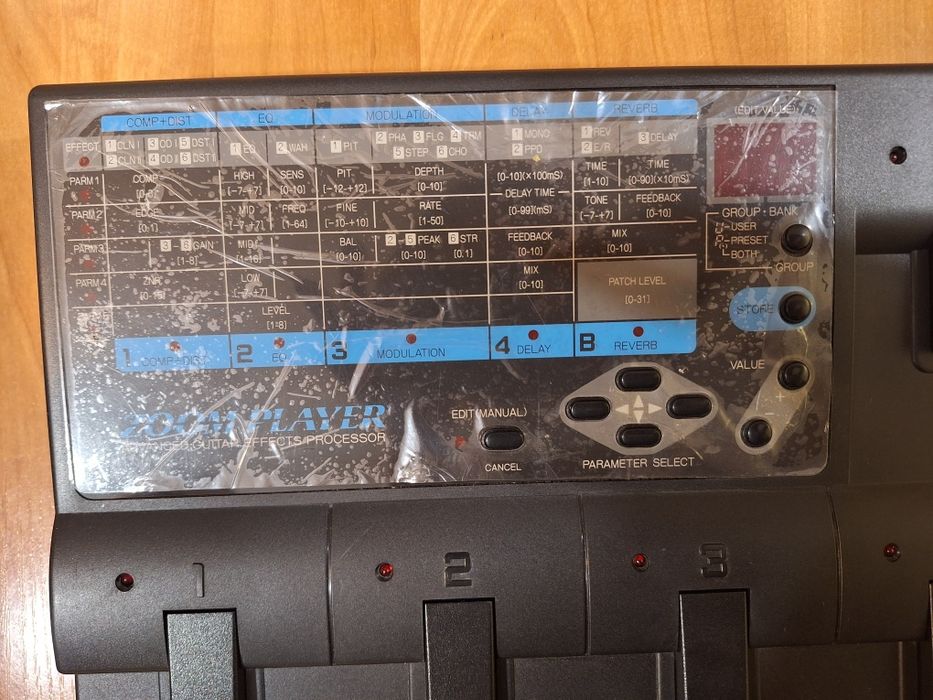 COMP+DIST EQ MODULATION DELAY REVERB (EDIT VALUE)
EFFECT 1 CLN I 3 OD I 5 DST I 1 EQ 2 WAH 1 PIT 2 PHA 3 FLG 4 TRM 1 MONO 1 REV 3 DELAY
2 CLN II 4 OD II 6 DST II 5 STEP 6 CHO 2 PPD 2 E/R
PARM 1 COMP HIGH SENS PIT DEPTH [0-10](×100mS) TIME TIME
[0-8] [-7-+7] [0-10] [-12-+12] [0-10] DELAY TIME [1-10] [0-90](×10mS)
PARM 2 EDGE MID FREQ FINE RATE [0-99](mS) TONE FEEDBACK
[0.1] [-7-+7] [1-64] [-10-+10] [1-50] [-7-+7] [0-10]
PARM 3 3 - 6 GAIN MID BAL 2 - 5 PEAK 6 STR FEEDBACK MIX
[1-8] [1-16] [0-10] [0-10] [0.1] [0-10] [0-10]
PARM 4 ZNR LOW MIX PATCH LEVEL
[0-15] [-7-+7] [0-10] [0-31]
LEVEL
[1-8]
1 COMP+DIST 2 EQ 3 MODULATION 4 DELAY B REVERB
GROUP · BANK
USER
PRESET
BOTH
GROUP
STORE
VALUE
+
-
ZOOM PLAYER
ADVANCED GUITAR EFFECTS PROCESSOR
EDIT(MANUAL)
CANCEL
PARAMETER SELECT
1 2 3